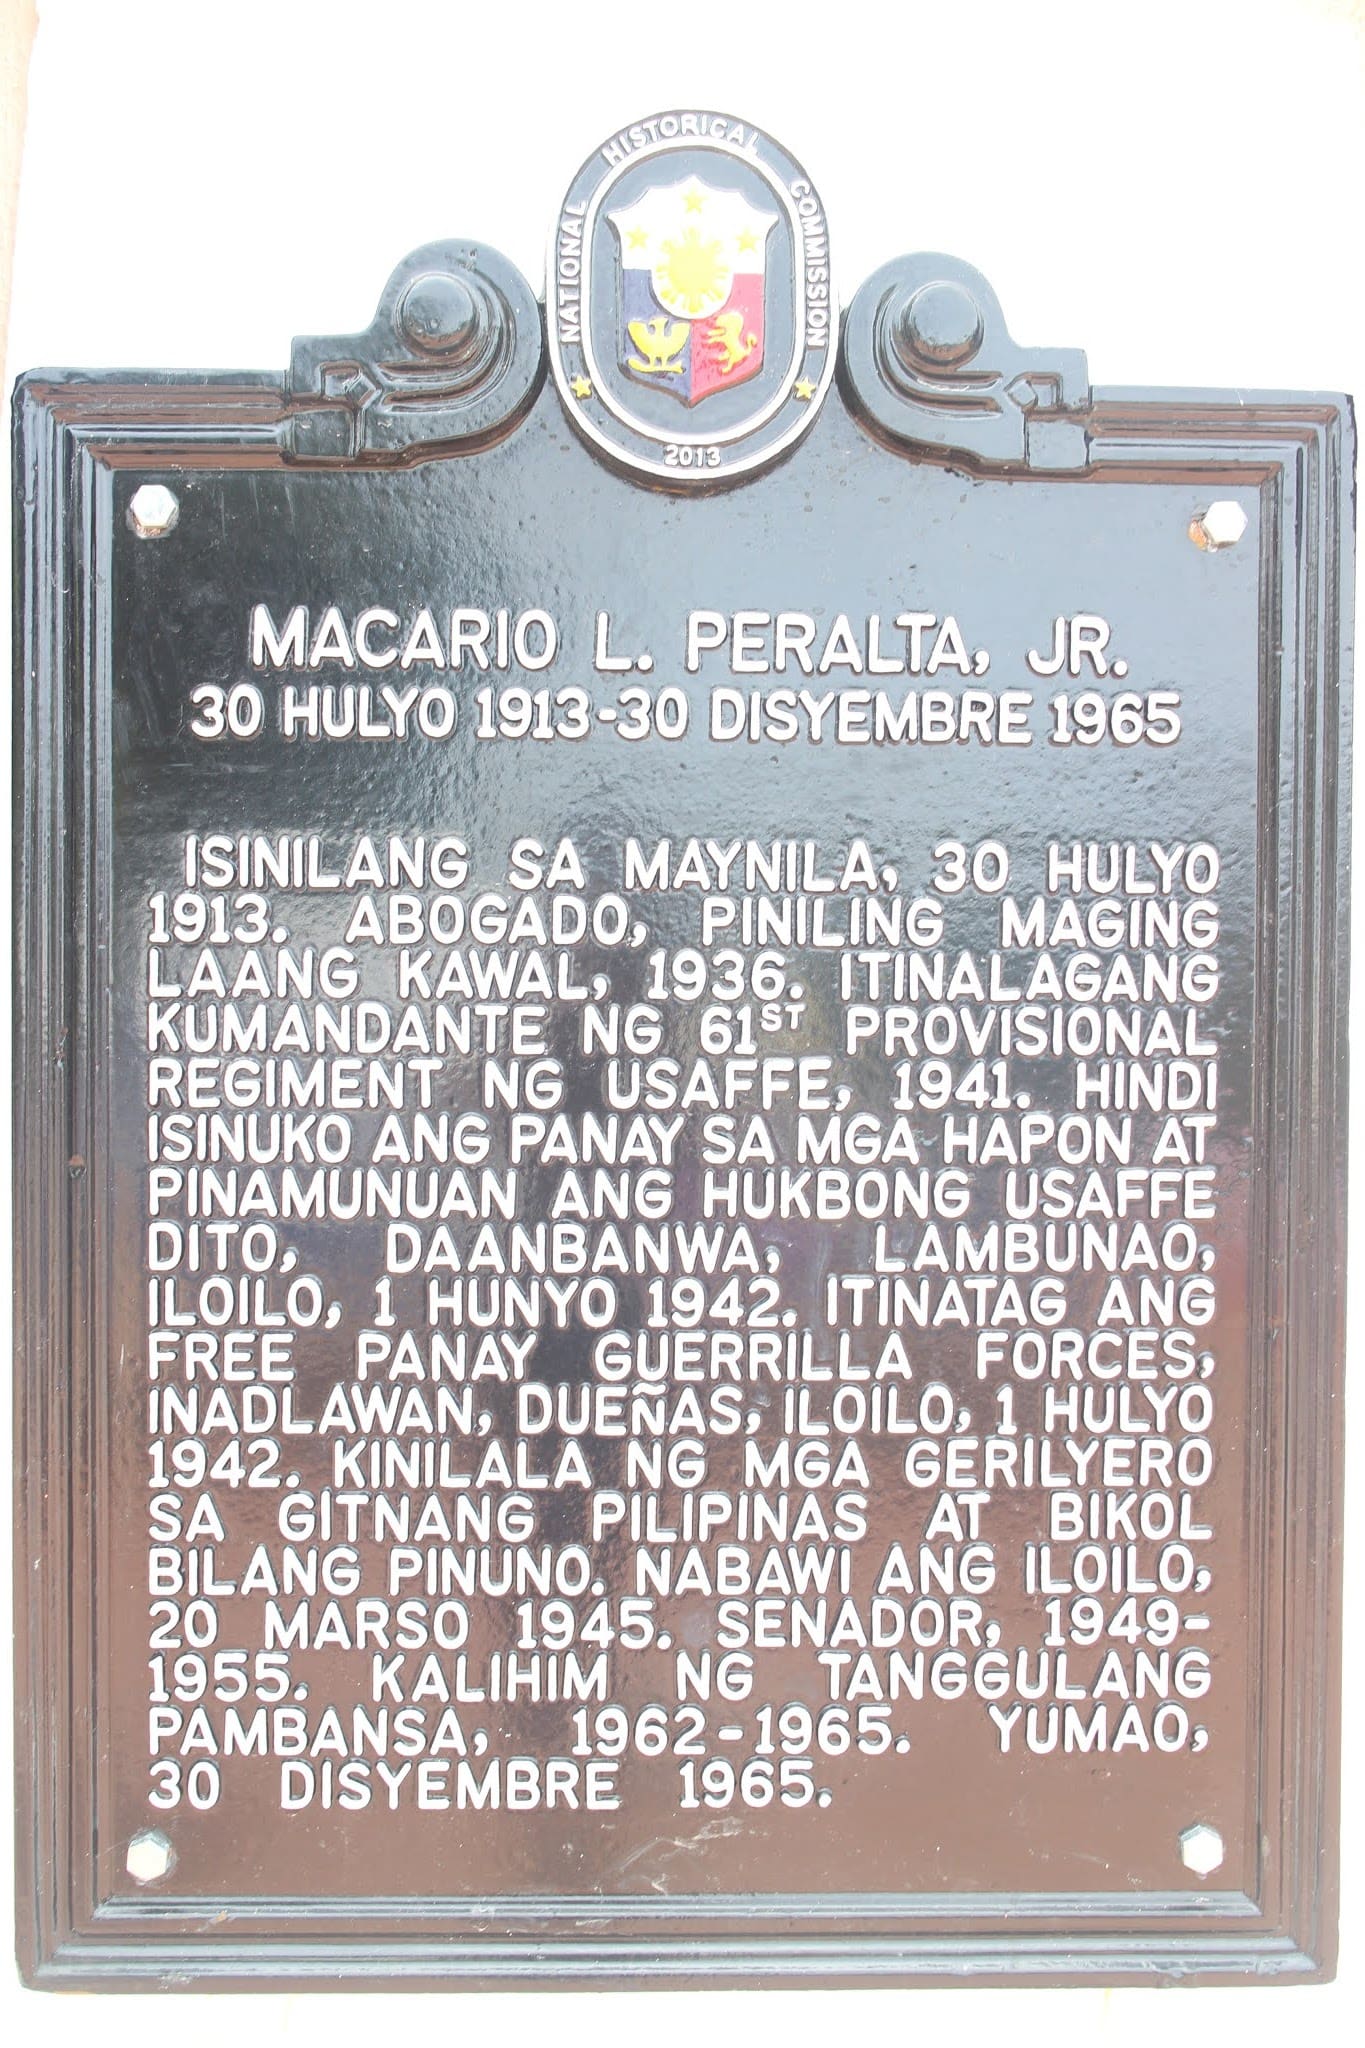 NATIONAL HISTORICAL COMMISSION
2013
MACARIO L. PERALTA, JR.
30 HULYO 1913-30 DISYEMBRE 1965
ISINILANG SA MAYNILA, 30 HULYO
1913. ABOGADO, PINILING MAGING
LAANG KAWAL, 1936. ITINALAGANG
KUMANDANTE NG 61ST PROVISIONAL
REGIMENT NG USAFFE, 1941. HINDI
ISINUKO ANG PANAY SA MGA HAPON AT
PINAMUNUAN ANG HUKBONG USAFFE
DITO, DAANBANWA, LAMBUNAO,
ILOILO, 1 HUNYO 1942. ITINATAG ANG
FREE PANAY GUERRILLA FORCES,
INADLAWAN, DUEÑAS, ILOILO, 1 HULYO
1942. KINILALA NG MGA GERILYERO
SA GITNANG PILIPINAS AT BIKOL
BILANG PINUNO. NABAWI ANG ILOILO,
20 MARSO 1945. SENADOR, 1949-
1955. KALIHIM NG TANGGULANG
PAMBANSA, 1962-1965. YUMAO,
30 DISYEMBRE 1965.